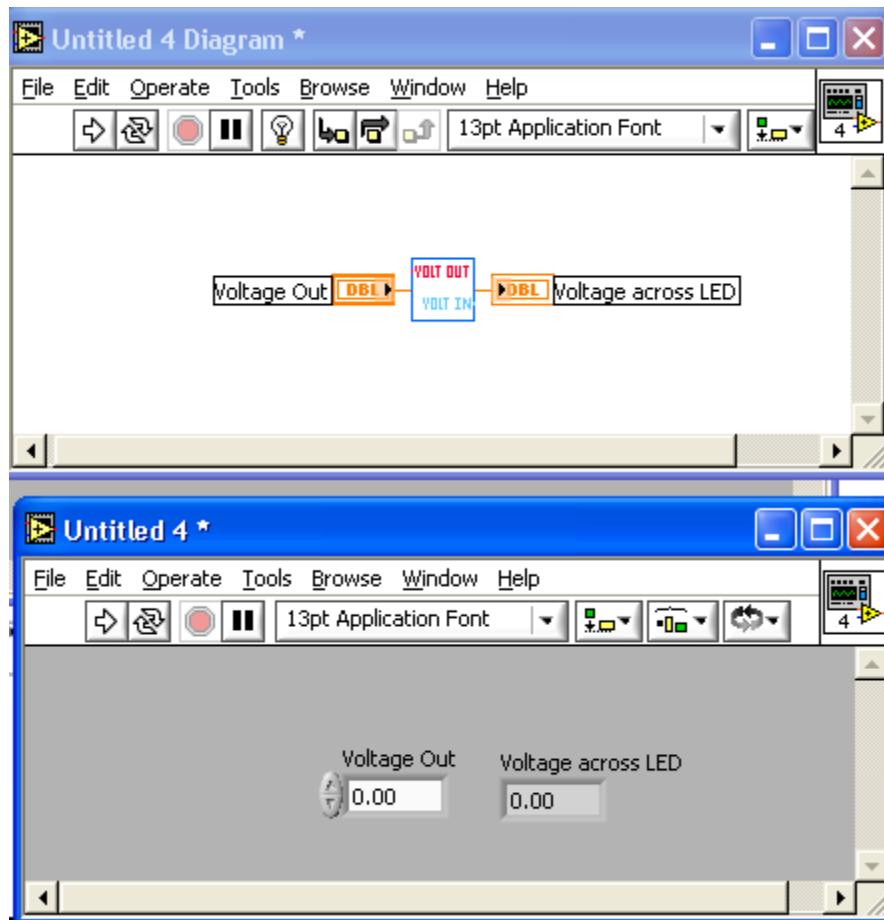 Untitled 4 Diagram *
File Edit Operate Tools Browse Window Help
13pt Application Font
4
VOLT OUT
Voltage Out DBL DBL Voltage across LED
VOLT IN
Untitled 4 *
File Edit Operate Tools Browse Window Help
13pt Application Font
4
Voltage Out Voltage across LED
0.00 0.00